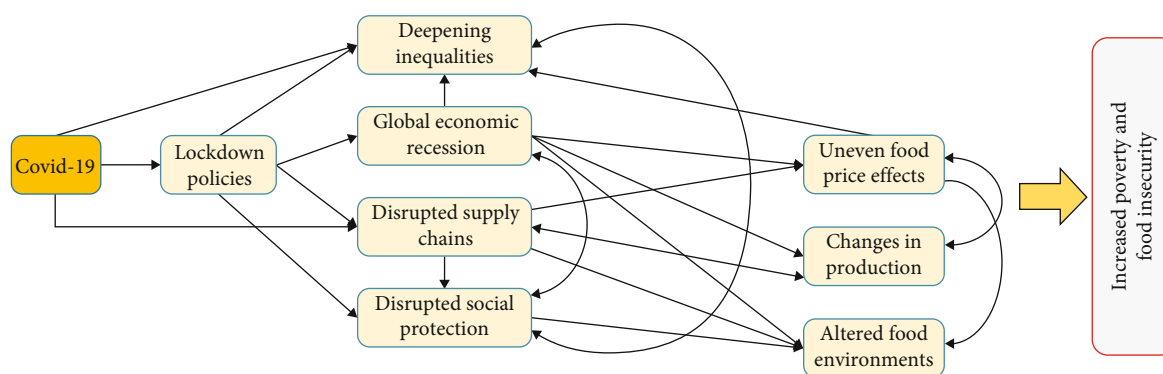 Covid-19
Lockdown
policies
Deepening
inequalities
Global economic
recession
Disrupted supply
chains
Disrupted social
protection
Uneven food
price effects
Changes in
production
Altered food
environments
Increased poverty and
food insecurity